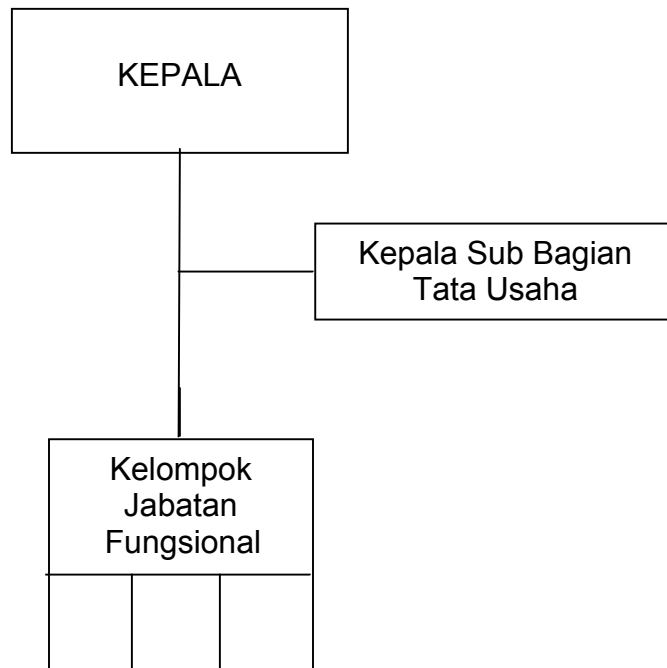 KEPALA
Kepala Sub Bagian
Tata Usaha
Kelompok
Jabatan
Fungsional